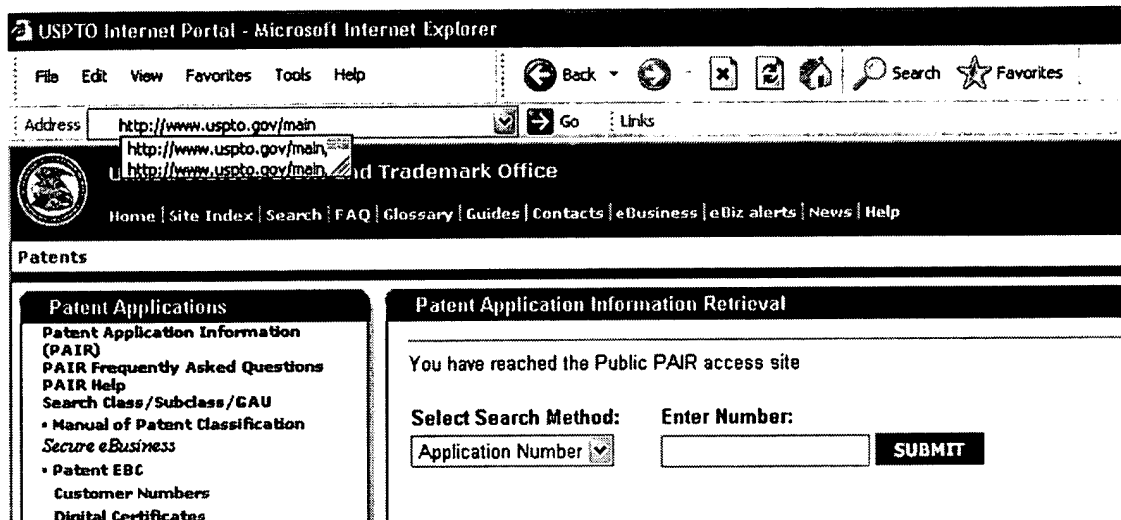 USPTO Internet Portal - Microsoft Internet Explorer
File Edit View Favorites Tools Help Back Search Favorites
Address http://www.uspto.gov/main Go Links
http://www.uspto.gov/main,
http://www.uspto.gov/main,
Trademark Office
Home | Site Index | Search | FAQ | Glossary | Guides | Contacts | eBusiness | eBiz alerts | News | Help
Patents
Patent Applications
Patent Application Information
(PAIR)
PAIR Frequently Asked Questions
PAIR Help
Search Class/Subclass/GAU
• Manual of Patent Classification
Secure eBusiness
• Patent EBC
Customer Numbers
Digital Certificates
Patent Application Information Retrieval
You have reached the Public PAIR access site
Select Search Method: Enter Number:
Application Number SUBMIT